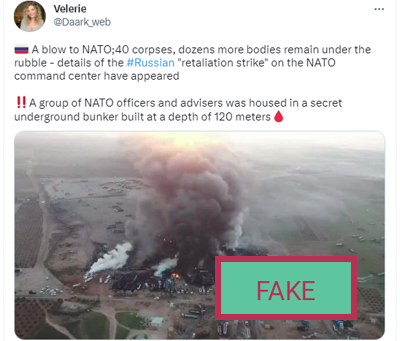 Velerie
@Daark_web
🇷🇺 A blow to NATO;40 corpses, dozens more bodies remain under the
rubble - details of the #Russian "retaliation strike" on the NATO
command center have appeared
‼️A group of NATO officers and advisers was housed in a secret
underground bunker built at a depth of 120 meters🩸
FAKE